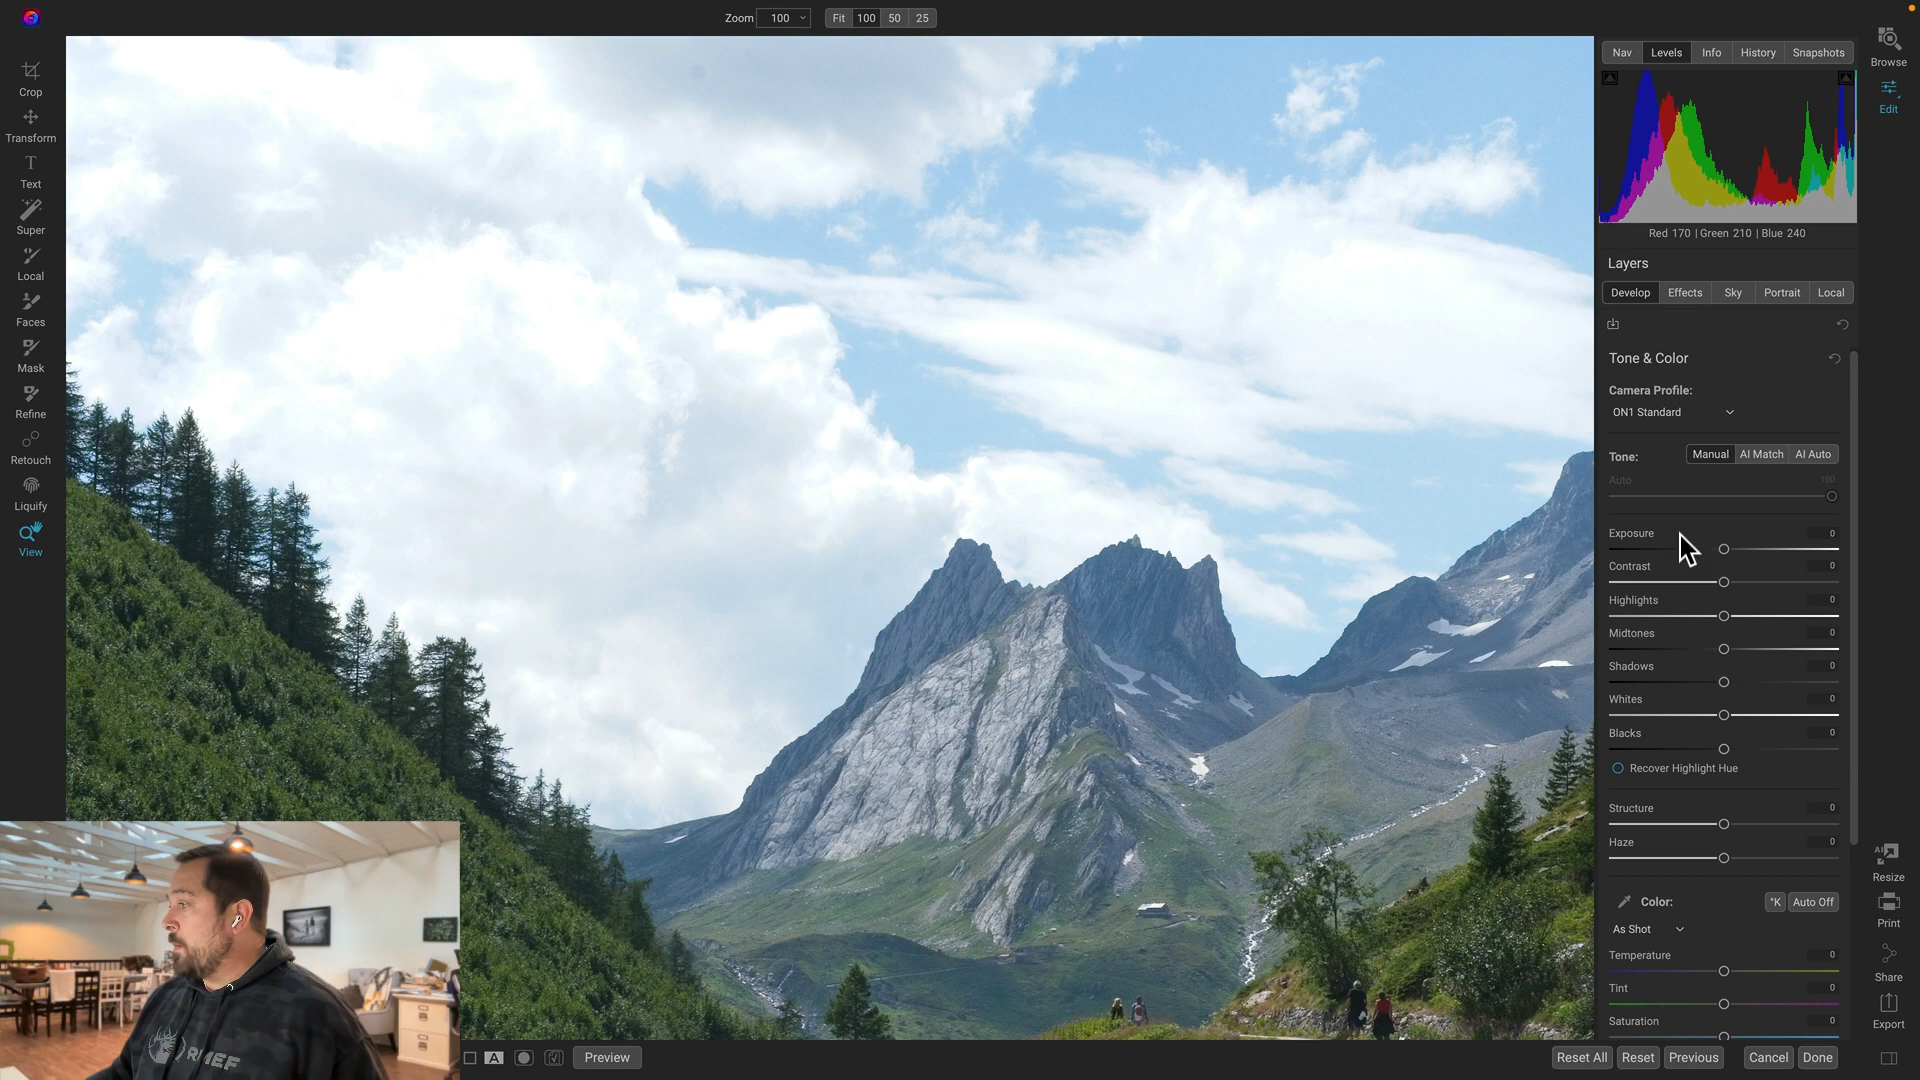 Zoom 100 Fit 100 50 25
Crop
Transform
Text
Super
Local
Faces
Mask
Refine
Retouch
Liquify
View
Nav Levels Info History Snapshots
Red 170 | Green 210 | Blue 240
Layers
Develop Effects Sky Portrait Local
Tone & Color
Camera Profile:
ON1 Standard
Tone: Manual AI Match AI Auto
Auto 100
Exposure 0
Contrast 0
Highlights 0
Midtones 0
Shadows 0
Whites 0
Blacks 0
Recover Highlight Hue
Structure 0
Haze 0
Color: °K Auto Off
As Shot
Temperature 0
Tint 0
Saturation 0
Browse
Edit
AI
Resize
Print
Share
Export
RMEF
A Preview
Reset All Reset Previous Cancel Done